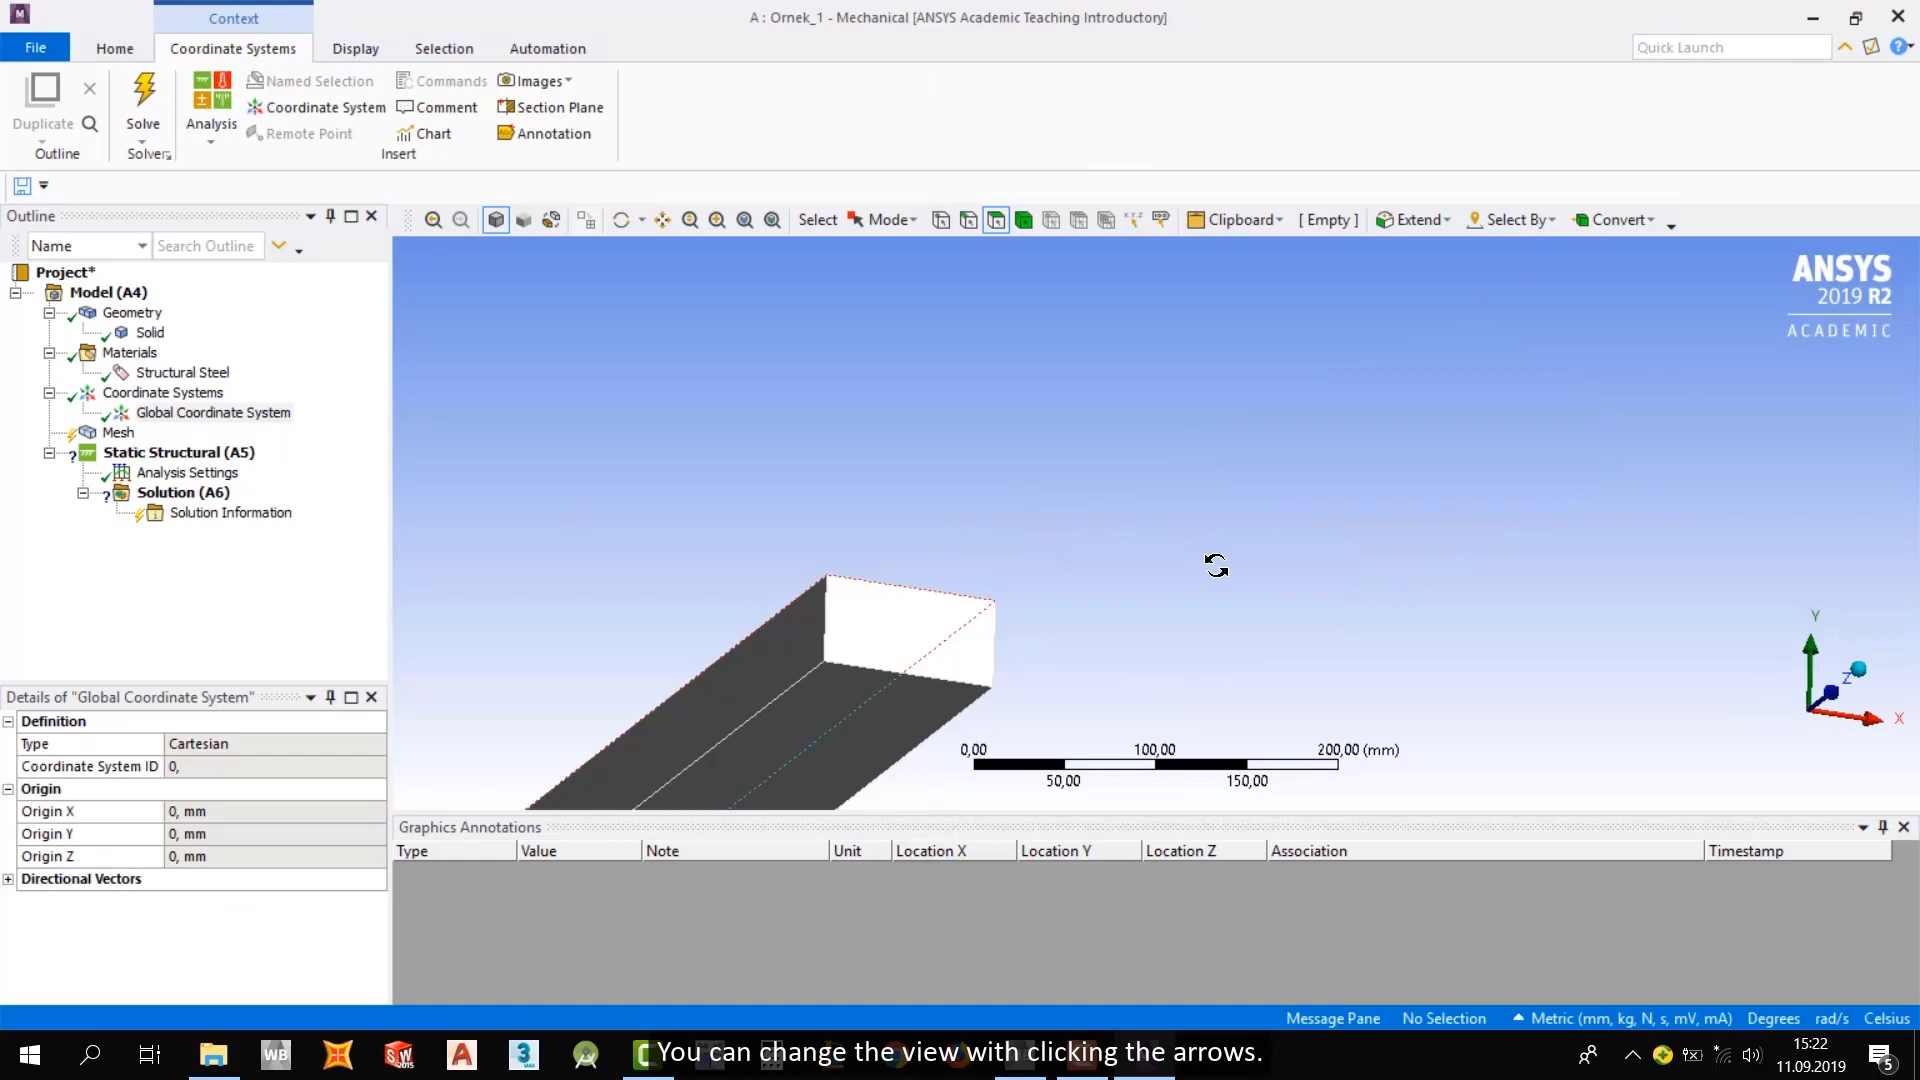 Context
A : Ornek_1 - Mechanical [ANSYS Academic Teaching Introductory]
File
Home
Coordinate Systems
Display
Selection
Automation
Quick Launch
Duplicate
Outline
Solve
Solver
Analysis
Named Selection
Commands
Images
Coordinate System
Comment
Section Plane
Remote Point
Chart
Annotation
Insert
Outline
Select
Mode
Clipboard
[ Empty ]
Extend
Select By
Convert
Name
Search Outline
Project*
Model (A4)
Geometry
Solid
Materials
Structural Steel
Coordinate Systems
Global Coordinate System
Mesh
Static Structural (A5)
Analysis Settings
Solution (A6)
Solution Information
ANSYS
2019 R2
ACADEMIC
Y
Z
X
0,00
100,00
200,00 (mm)
50,00
150,00
Details of "Global Coordinate System"
Definition
Type Cartesian
Coordinate System ID 0,
Origin
Origin X 0, mm
Origin Y 0, mm
Origin Z 0, mm
Directional Vectors
Graphics Annotations
Type Value Note Unit Location X Location Y Location Z Association Timestamp
Message Pane
No Selection
Metric (mm, kg, N, s, mV, mA)
Degrees
rad/s
Celsius
You can change the view with clicking the arrows.
15:22
11.09.2019
5